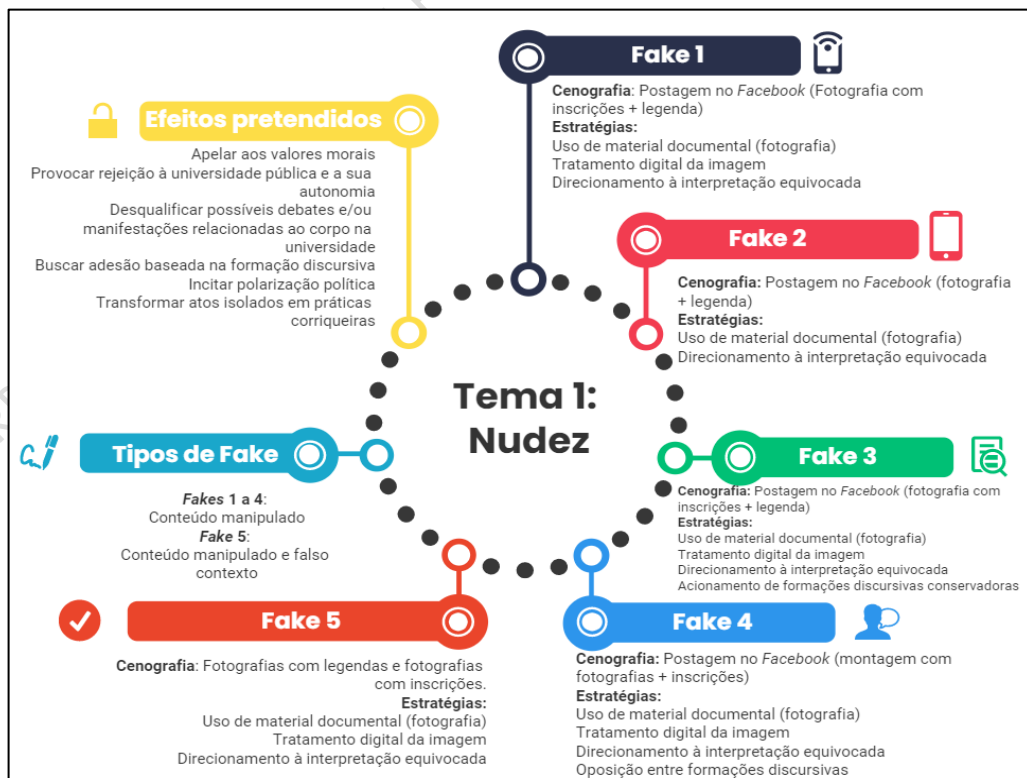 Fake 1
Cenografia: Postagem no Facebook (Fotografia com
inscrições + legenda)
Estratégias:
Uso de material documental (fotografia)
Tratamento digital da imagem
Direcionamento à interpretação equivocada
Fake 2
Cenografia: Postagem no Facebook (fotografia
+ legenda)
Estratégias:
Uso de material documental (fotografia)
Direcionamento à interpretação equivocada
Fake 3
Cenografia: Postagem no Facebook (fotografia com
inscrições + legenda)
Estratégias:
Uso de material documental (fotografia)
Tratamento digital da imagem
Direcionamento à interpretação equivocada
Acionamento de formações discursivas conservadoras
Fake 4
Cenografia: Postagem no Facebook (montagem com
fotografias + inscrições)
Estratégias:
Uso de material documental (fotografia)
Tratamento digital da imagem
Direcionamento à interpretação equivocada
Oposição entre formações discursivas
Fake 5
Cenografia: Fotografias com legendas e fotografias
com inscrições.
Estratégias:
Uso de material documental (fotografia)
Tratamento digital da imagem
Direcionamento à interpretação equivocada
Tipos de Fake
Fakes 1 a 4:
Conteúdo manipulado
Fake 5:
Conteúdo manipulado e falso
contexto
Efeitos pretendidos
Apelar aos valores morais
Provocar rejeição à universidade pública e a sua
autonomia
Desqualificar possíveis debates e/ou
manifestações relacionadas ao corpo na
universidade
Buscar adesão baseada na formação discursiva
Incitar polarização política
Transformar atos isolados em práticas
corriqueiras
Tema 1:
Nudez